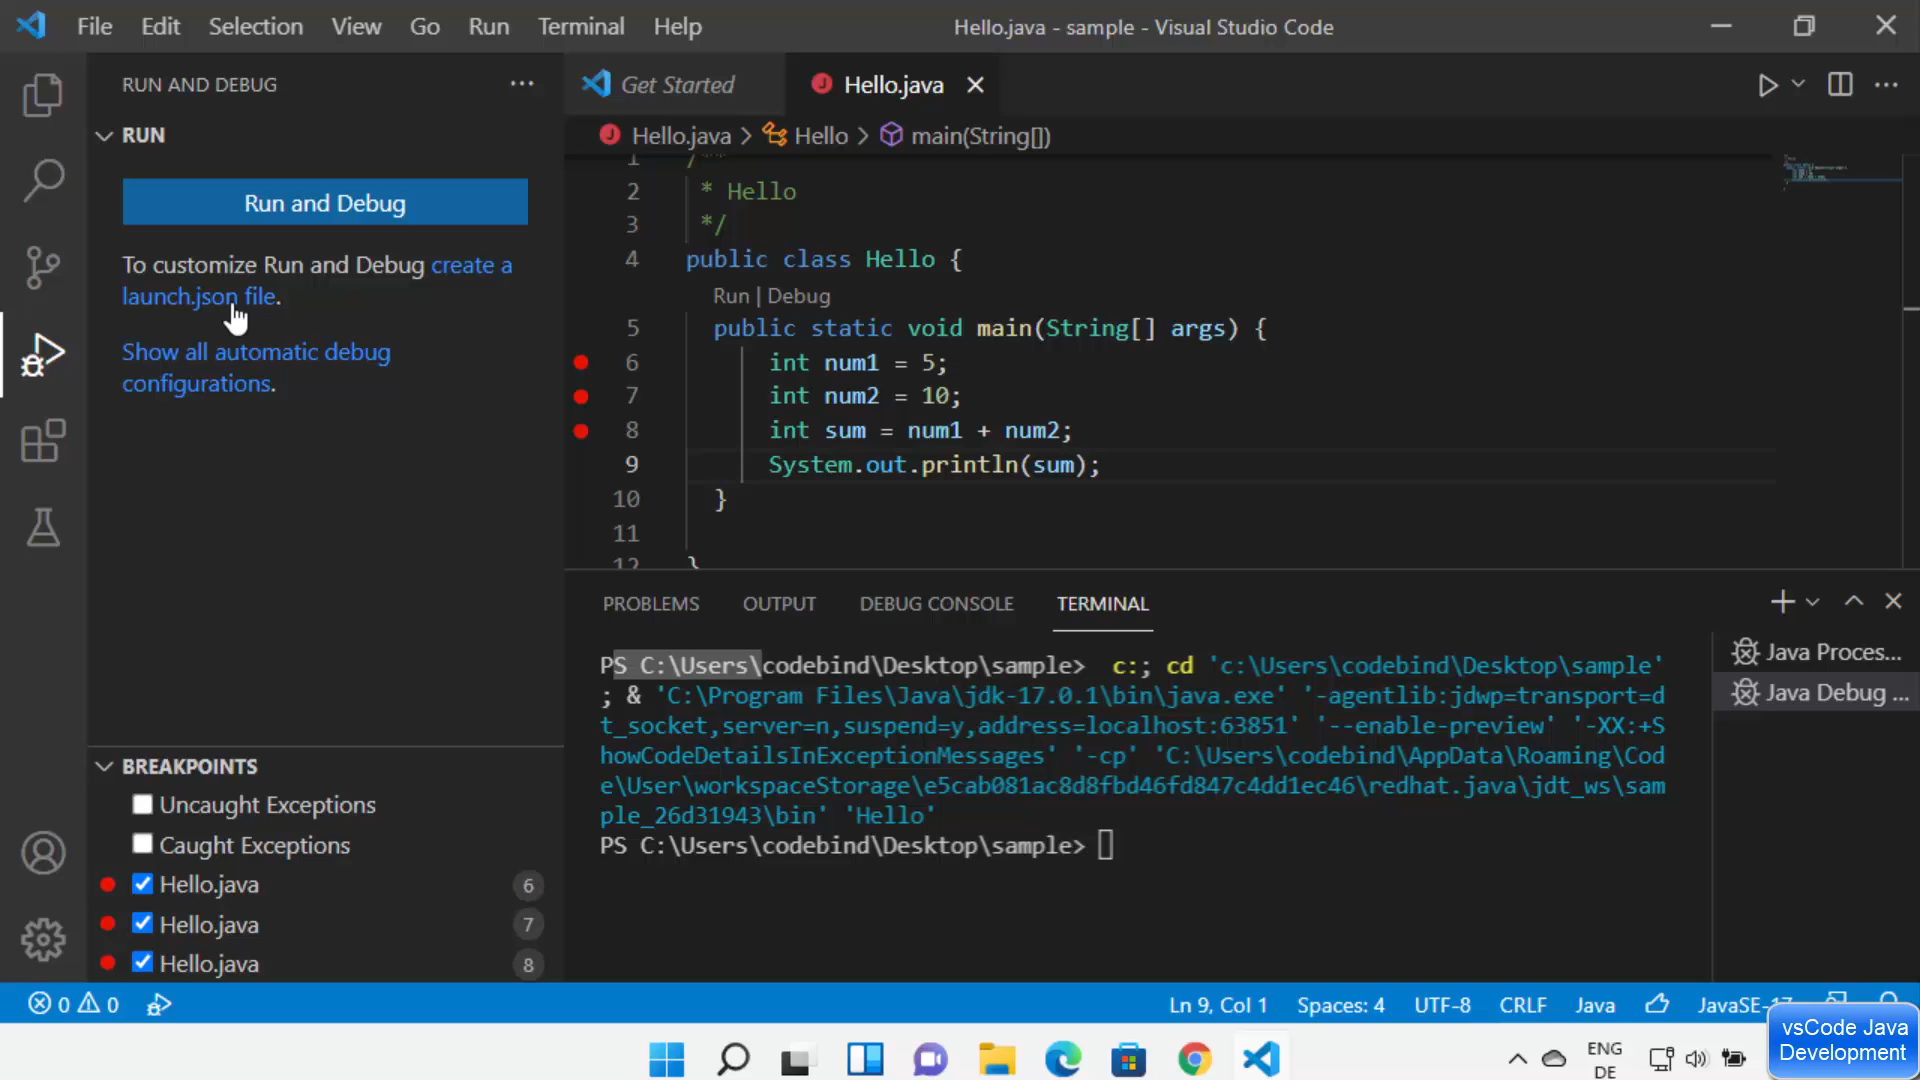 File Edit Selection View Go Run Terminal Help
Hello.java - sample - Visual Studio Code
RUN AND DEBUG
RUN
Run and Debug
To customize Run and Debug create a
launch.json file.
Show all automatic debug
configurations.
BREAKPOINTS
Uncaught Exceptions
Caught Exceptions
Hello.java 6
Hello.java 7
Hello.java 8
Get Started
Hello.java
Hello.java > Hello > main(String[])
1 /**
2 * Hello
3 */
4 public class Hello {
Run | Debug
5 public static void main(String[] args) {
6 int num1 = 5;
7 int num2 = 10;
8 int sum = num1 + num2;
9 System.out.println(sum);
10 }
11
12 }
PROBLEMS OUTPUT DEBUG CONSOLE TERMINAL
PS C:\Users\codebind\Desktop\sample> c:; cd 'c:\Users\codebind\Desktop\sample'
; & 'C:\Program Files\Java\jdk-17.0.1\bin\java.exe' '-agentlib:jdwp=transport=d
t_socket,server=n,suspend=y,address=localhost:63851' '--enable-preview' '-XX:+S
howCodeDetailsInExceptionMessages' '-cp' 'C:\Users\codebind\AppData\Roaming\Cod
e\User\workspaceStorage\e5cab081ac8d8fbd46fd847c4dd1ec46\redhat.java\jdt_ws\sam
ple_26d31943\bin' 'Hello'
PS C:\Users\codebind\Desktop\sample>
Java Proces...
Java Debug ...
0 0
Ln 9, Col 1 Spaces: 4 UTF-8 CRLF Java JavaSE-17
vsCode Java
Development
ENG
DE